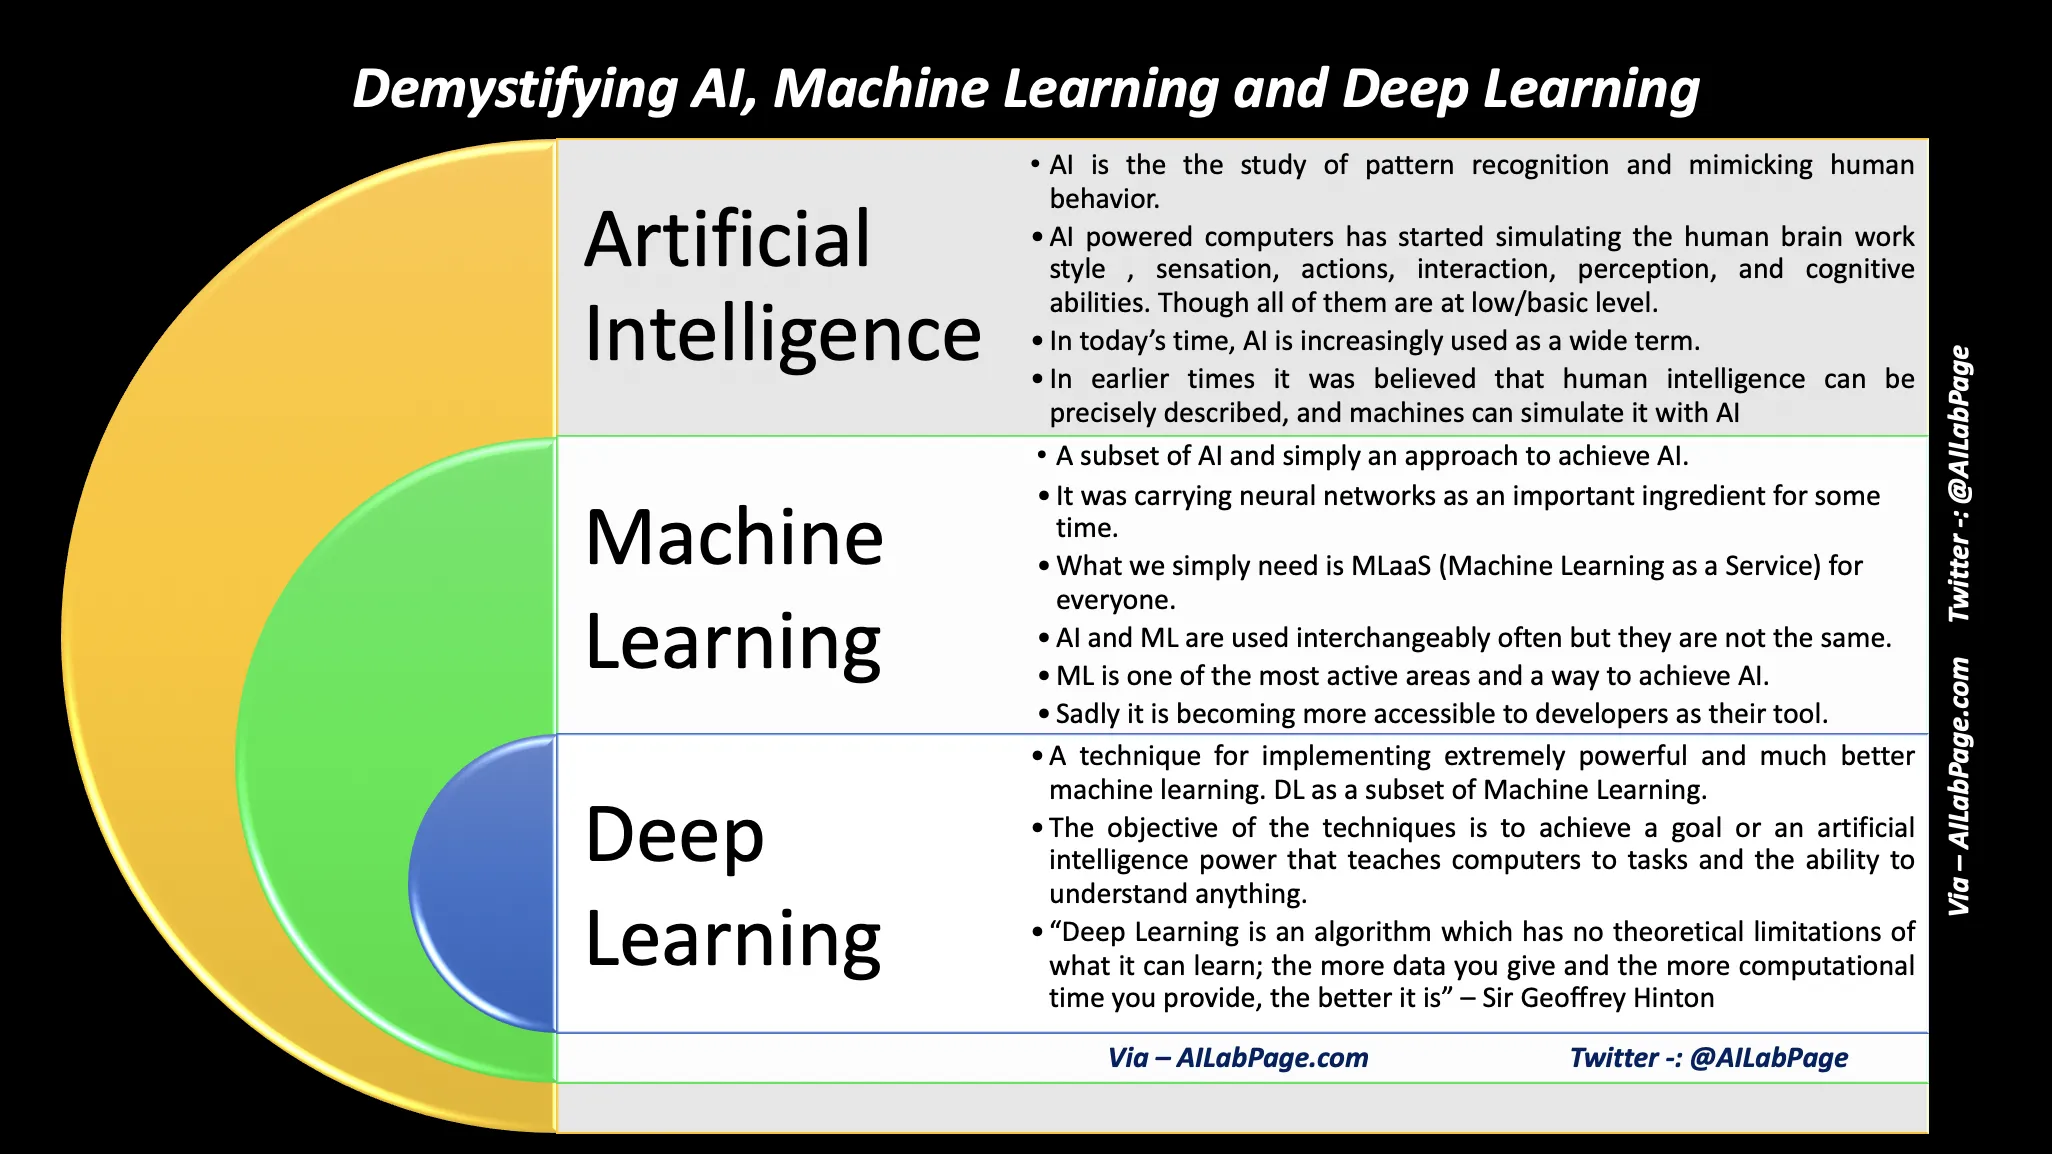 Demystifying AI, Machine Learning and Deep Learning
Artificial
Intelligence
• AI is the the study of pattern recognition and mimicking human
behavior.
• AI powered computers has started simulating the human brain work
style , sensation, actions, interaction, perception, and cognitive
abilities. Though all of them are at low/basic level.
• In today’s time, AI is increasingly used as a wide term.
• In earlier times it was believed that human intelligence can be
precisely described, and machines can simulate it with AI
Machine
Learning
• A subset of AI and simply an approach to achieve AI.
• It was carrying neural networks as an important ingredient for some
time.
• What we simply need is MLaaS (Machine Learning as a Service) for
everyone.
• AI and ML are used interchangeably often but they are not the same.
• ML is one of the most active areas and a way to achieve AI.
• Sadly it is becoming more accessible to developers as their tool.
Deep
Learning
• A technique for implementing extremely powerful and much better
machine learning. DL as a subset of Machine Learning.
• The objective of the techniques is to achieve a goal or an artificial
intelligence power that teaches computers to tasks and the ability to
understand anything.
• “Deep Learning is an algorithm which has no theoretical limitations of
what it can learn; the more data you give and the more computational
time you provide, the better it is” – Sir Geoffrey Hinton
Via – AILabPage.com Twitter -: @AILabPage
Via – AILabPage.com Twitter -: @AILabPage